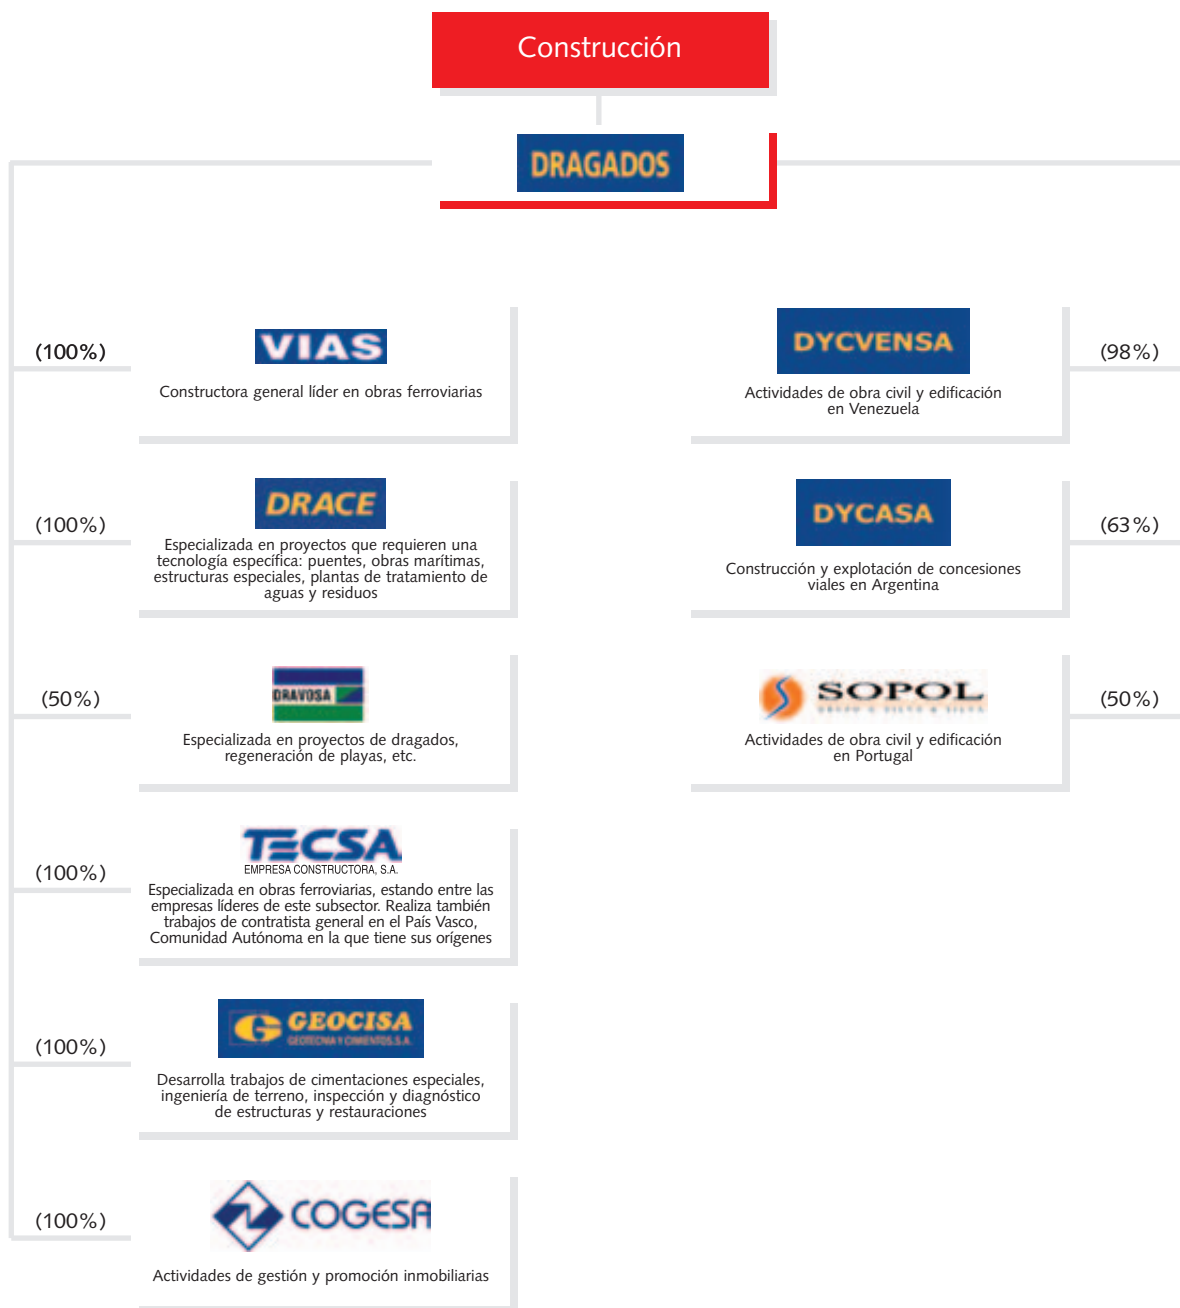 Construcción
DRAGADOS
(100%)
VIAS
Constructora general líder en obras ferroviarias
(100%)
DRACE
Especializada en proyectos que requieren una
tecnología específica: puentes, obras marítimas,
estructuras especiales, plantas de tratamiento de
aguas y residuos
(50%)
DRAVOSA
Especializada en proyectos de dragados,
regeneración de playas, etc.
(100%)
TECSA
EMPRESA CONSTRUCTORA, S.A.
Especializada en obras ferroviarias, estando entre las
empresas líderes de este subsector. Realiza también
trabajos de contratista general en el País Vasco,
Comunidad Autónoma en la que tiene sus orígenes
(100%)
GEOCISA
GEOTECNIA Y CIMIENTOS, S.A.
Desarrolla trabajos de cimentaciones especiales,
ingeniería de terreno, inspección y diagnóstico
de estructuras y restauraciones
(100%)
COGESA
Actividades de gestión y promoción inmobiliarias
DYCVENSA
(98%)
Actividades de obra civil y edificación
en Venezuela
DYCASA
(63%)
Construcción y explotación de concesiones
viales en Argentina
SOPOL
(50%)
Actividades de obra civil y edificación
en Portugal